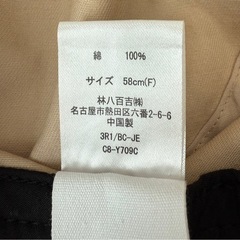 綿 100%
サイズ 58cm(F)
林八百吉(株)
名古屋市熱田区六番2-6-6
中国製
3R1/BC-JE
C8-Y709C